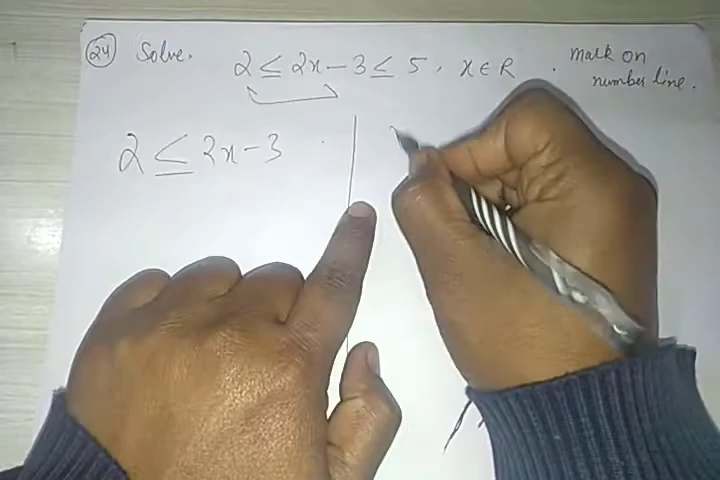 24 Solve. 2 ≤ 2x - 3 ≤ 5, x ∈ R . Mark on
number line.
2 ≤ 2x - 3